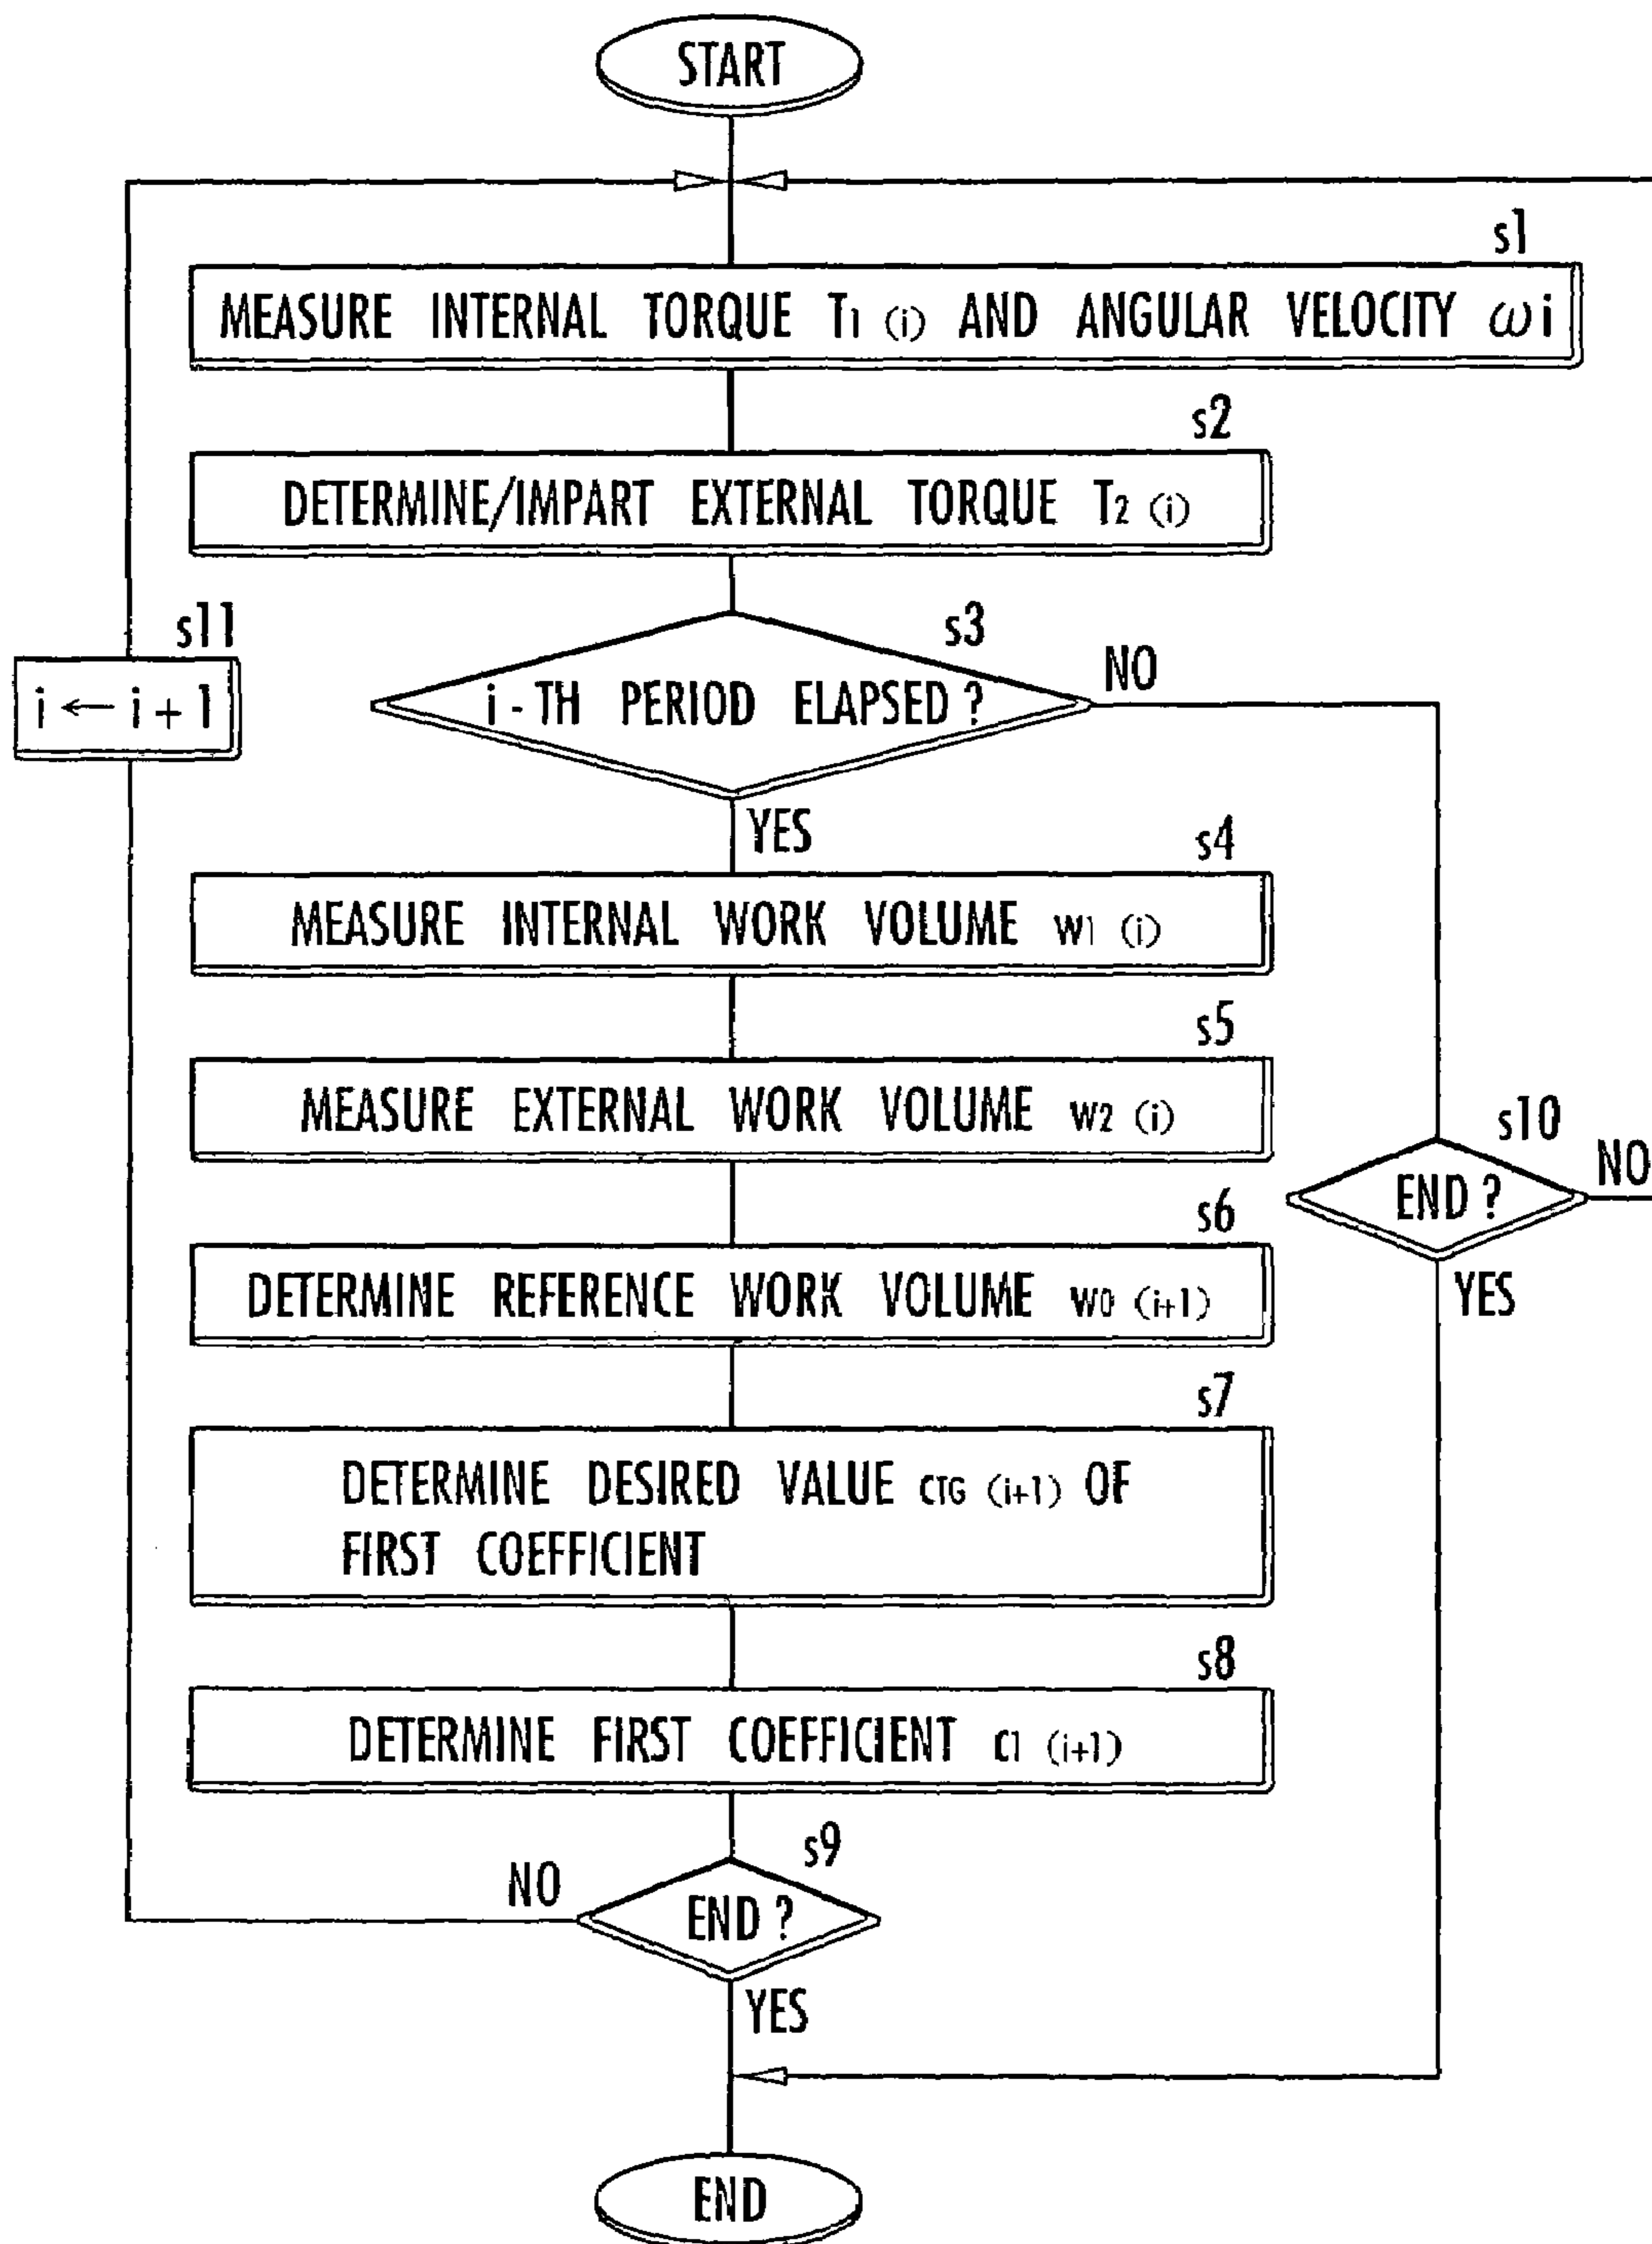 START
s1
MEASURE INTERNAL TORQUE T1 (i) AND ANGULAR VELOCITY ωi
s2
DETERMINE/IMPART EXTERNAL TORQUE T2 (i)
s3
i-TH PERIOD ELAPSED?
NO
s11
i ← i + 1
YES
s4
MEASURE INTERNAL WORK VOLUME w1 (i)
s5
MEASURE EXTERNAL WORK VOLUME w2 (i)
s10
END?
NO
YES
s6
DETERMINE REFERENCE WORK VOLUME w0 (i+1)
s7
DETERMINE DESIRED VALUE cTG (i+1) OF
FIRST COEFFICIENT
s8
DETERMINE FIRST COEFFICIENT c1 (i+1)
s9
NO
END?
YES
END